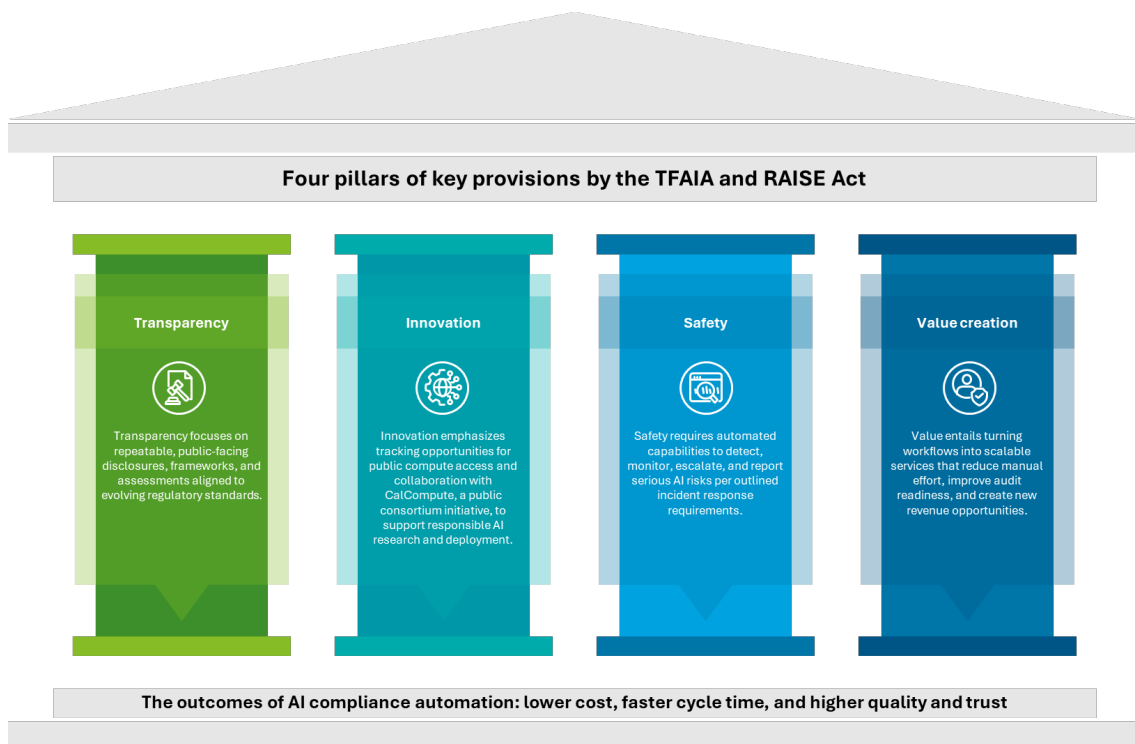 Four pillars of key provisions by the TFAIA and RAISE Act
Transparency
Transparency focuses on
repeatable, public-facing
disclosures, frameworks, and
assessments aligned to
evolving regulatory standards.
Innovation
Innovation emphasizes
tracking opportunities for
public compute access and
collaboration with
CalCompute, a public
consortium initiative, to
support responsible AI
research and deployment.
Safety
Safety requires automated
capabilities to detect,
monitor, escalate, and report
serious AI risks per outlined
incident response
requirements.
Value creation
Value entails turning
workflows into scalable
services that reduce manual
effort, improve audit
readiness, and create new
revenue opportunities.
The outcomes of AI compliance automation: lower cost, faster cycle time, and higher quality and trust